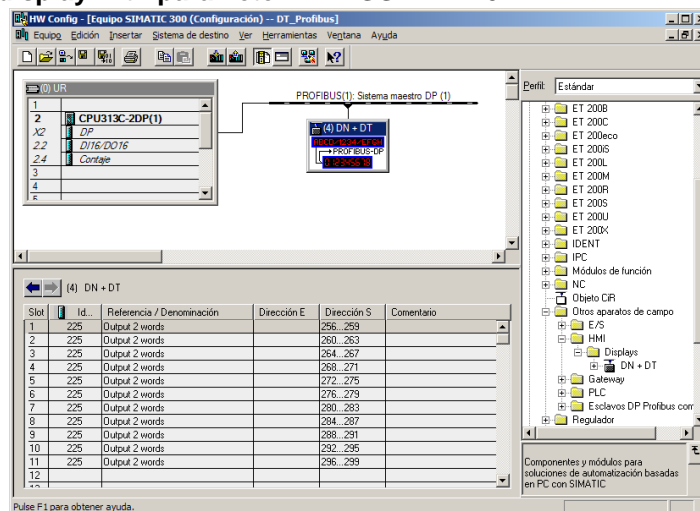 HW Config - [Equipo SIMATIC 300 (Configuración) -- DT_Profibus]
Equipo Edición Insertar Sistema de destino Ver Herramientas Ventana Ayuda
(0) UR
1
2 CPU313C-2DP(1)
X2 DP
2.2 DI16/DO16
2.4 Contaje
3
4
PROFIBUS(1): Sistema maestro DP (1)
(4) DN + DT
PROFIBUS-DP
Perfil: Estándar
ET 200B
ET 200C
ET 200eco
ET 200iS
ET 200L
ET 200M
ET 200R
ET 200S
ET 200U
ET 200X
IDENT
IPC
Módulos de función
NC
Objeto CiR
Otros aparatos de campo
E/S
HMI
Displays
DN + DT
Gateway
PLC
Esclavos DP Profibus com
Regulador
(4) DN + DT
Slot Id... Referencia / Denominación Dirección E Dirección S Comentario
1 225 Output 2 words 256...259
2 225 Output 2 words 260...263
3 225 Output 2 words 264...267
4 225 Output 2 words 268...271
5 225 Output 2 words 272...275
6 225 Output 2 words 276...279
7 225 Output 2 words 280...283
8 225 Output 2 words 284...287
9 225 Output 2 words 288...291
10 225 Output 2 words 292...295
11 225 Output 2 words 296...299
12
Componentes y módulos para
soluciones de automatización basadas
en PC con SIMATIC
Pulse F1 para obtener ayuda.